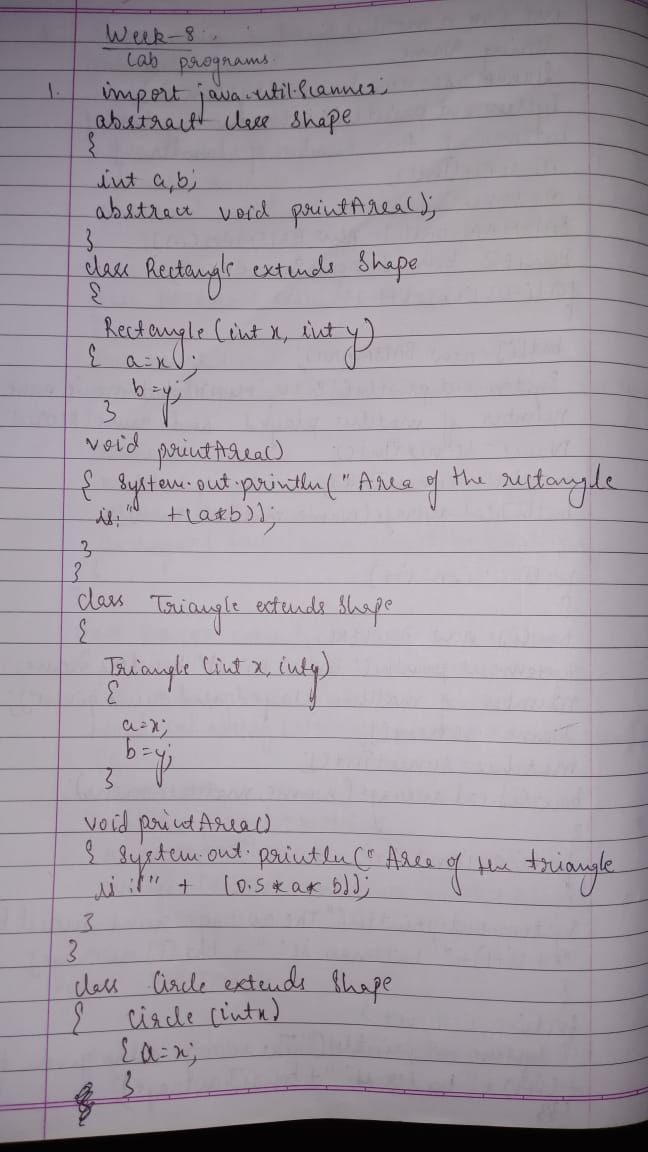 Week-8.
Lab programs.
1. import java.util.Scanner;
abstract class Shape
{
int a,b;
abstract void printArea();
}
class Rectangle extends Shape
{
Rectangle (int x, int y)
{ a=x;
b=y;
}
void printArea()
{ System.out.println("Area of the rectangle
is:" +(a*b));
}
}
class Triangle extends Shape
{
Triangle (int x, inty)
{
a=x;
b=y;
}
void printArea()
{ System.out.println("Area of the triangle
is:" + (0.5*a*b));
}
}
class Circle extends Shape
{ Circle (intx)
{a=x;
}